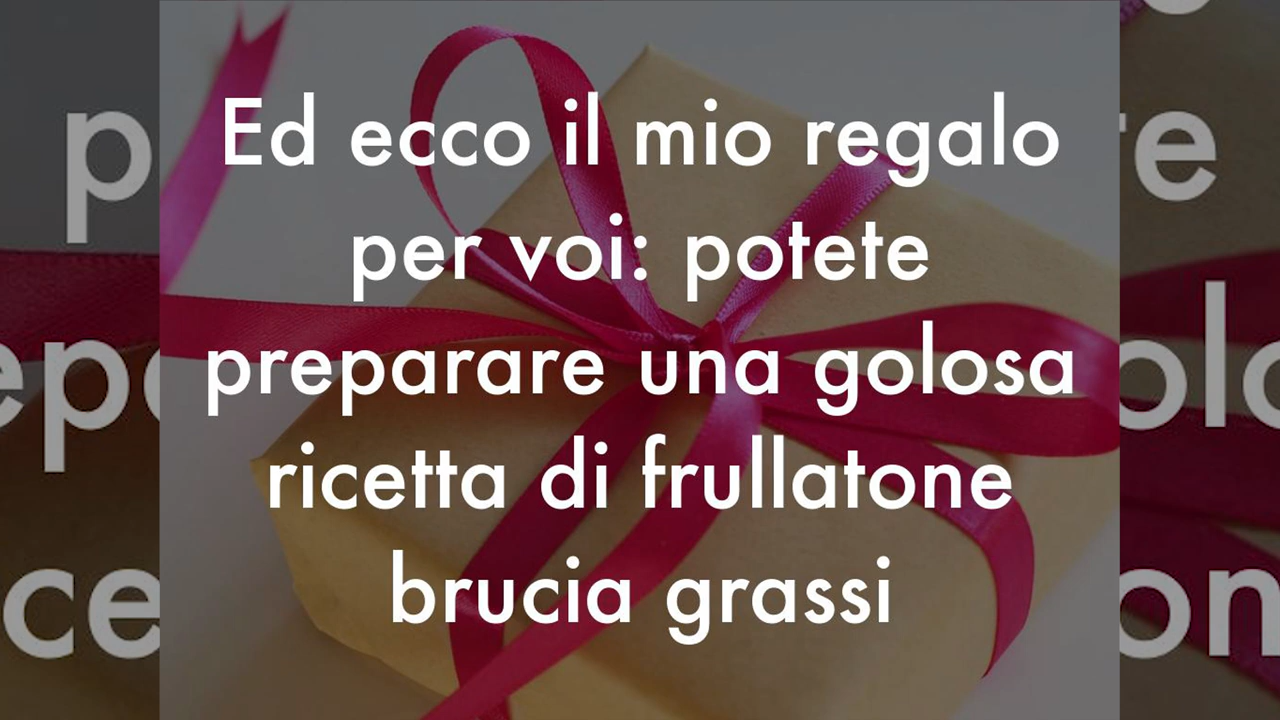 Ed ecco il mio regalo
per voi: potete
preparare una golosa
ricetta di frullatone
brucia grassi